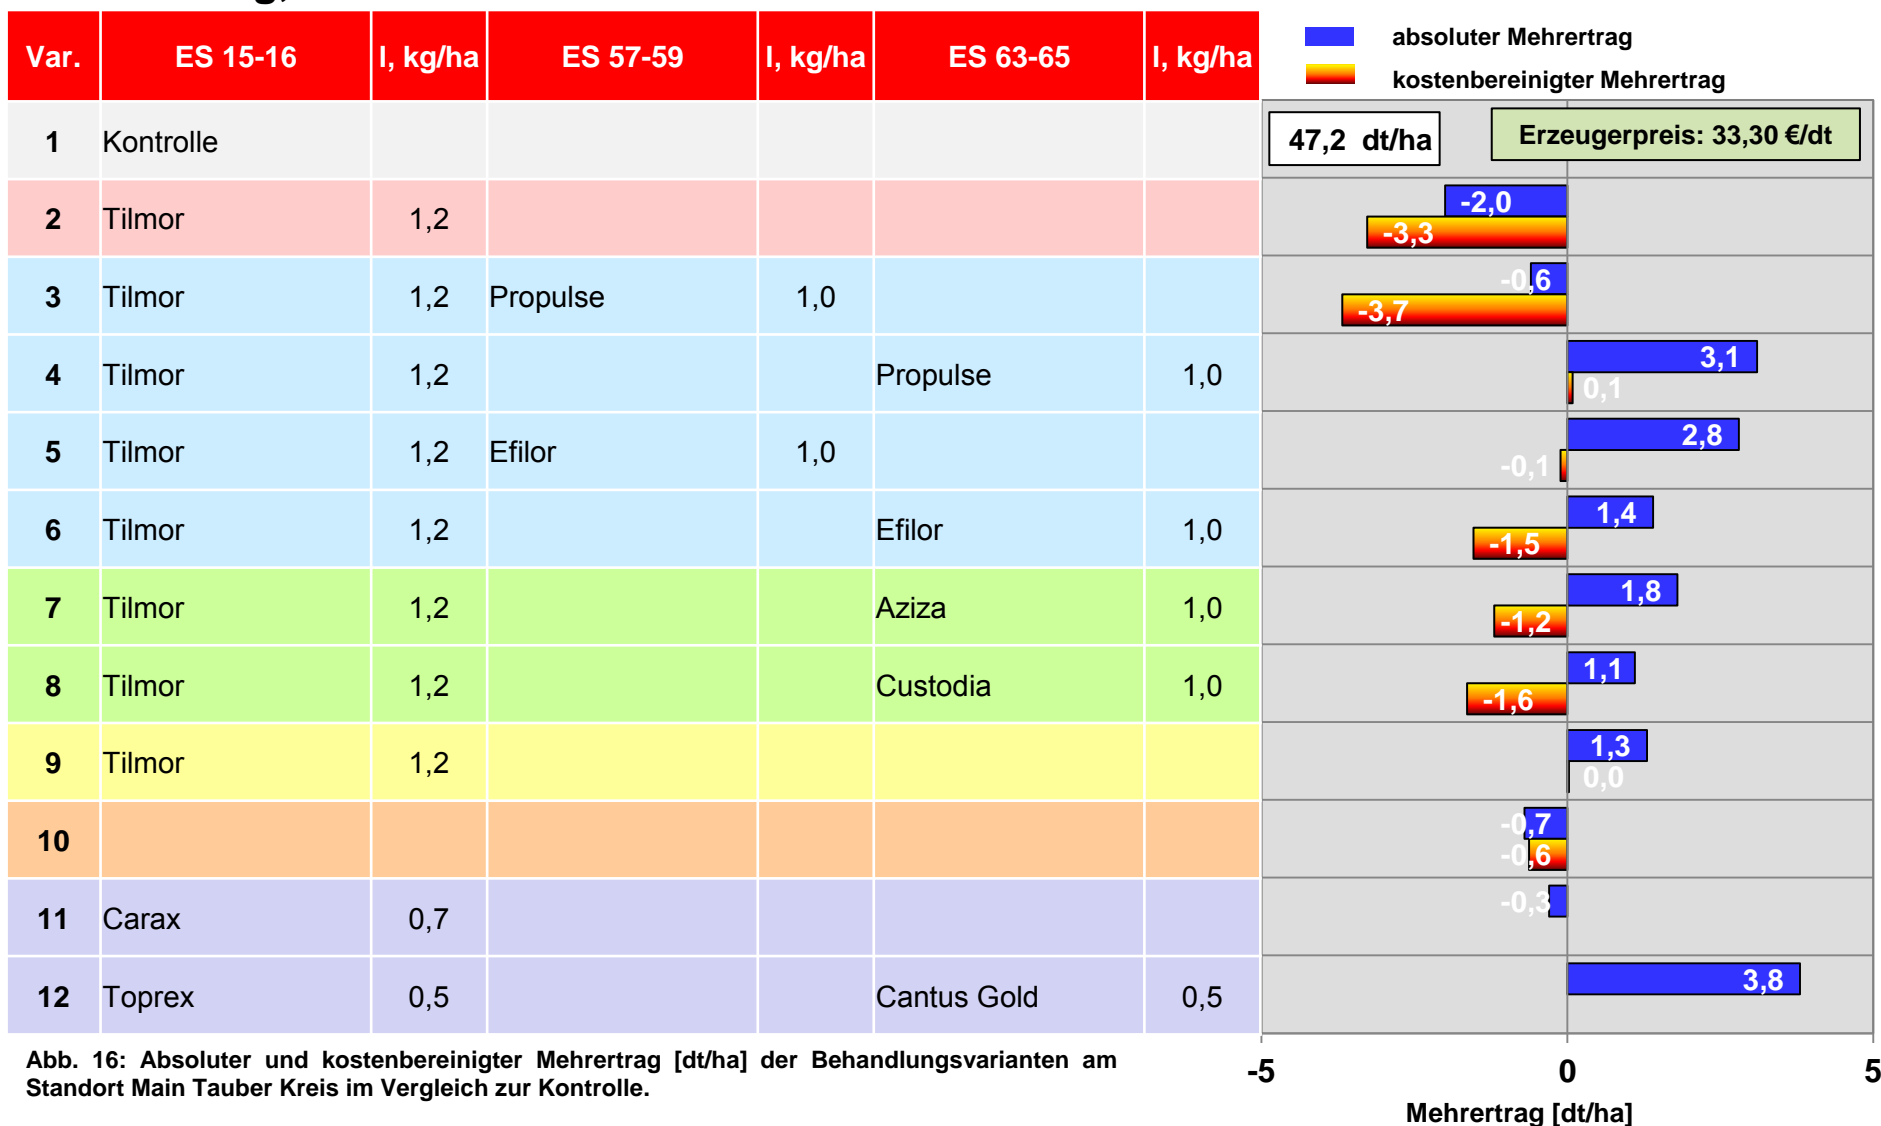 Var. ES 15-16 l, kg/ha ES 57-59 l, kg/ha ES 63-65 l, kg/ha
absoluter Mehrertrag
kostenbereinigter Mehrertrag
1 Kontrolle 47,2 dt/ha Erzeugerpreis: 33,30 €/dt
2 Tilmor 1,2 -2,0
-3,3
3 Tilmor 1,2 Propulse 1,0 -0,6
-3,7
4 Tilmor 1,2 Propulse 1,0 3,1
0,1
5 Tilmor 1,2 Efilor 1,0 2,8
-0,1
6 Tilmor 1,2 Efilor 1,0 1,4
-1,5
7 Tilmor 1,2 Aziza 1,0 1,8
-1,2
8 Tilmor 1,2 Custodia 1,0 1,1
-1,6
9 Tilmor 1,2 1,3
0,0
10 -0,7
-0,6
11 Carax 0,7 -0,3
12 Toprex 0,5 Cantus Gold 0,5 3,8
-5 0 5
Mehrertrag [dt/ha]
Abb. 16: Absoluter und kostenbereinigter Mehrertrag [dt/ha] der Behandlungsvarianten am
Standort Main Tauber Kreis im Vergleich zur Kontrolle.